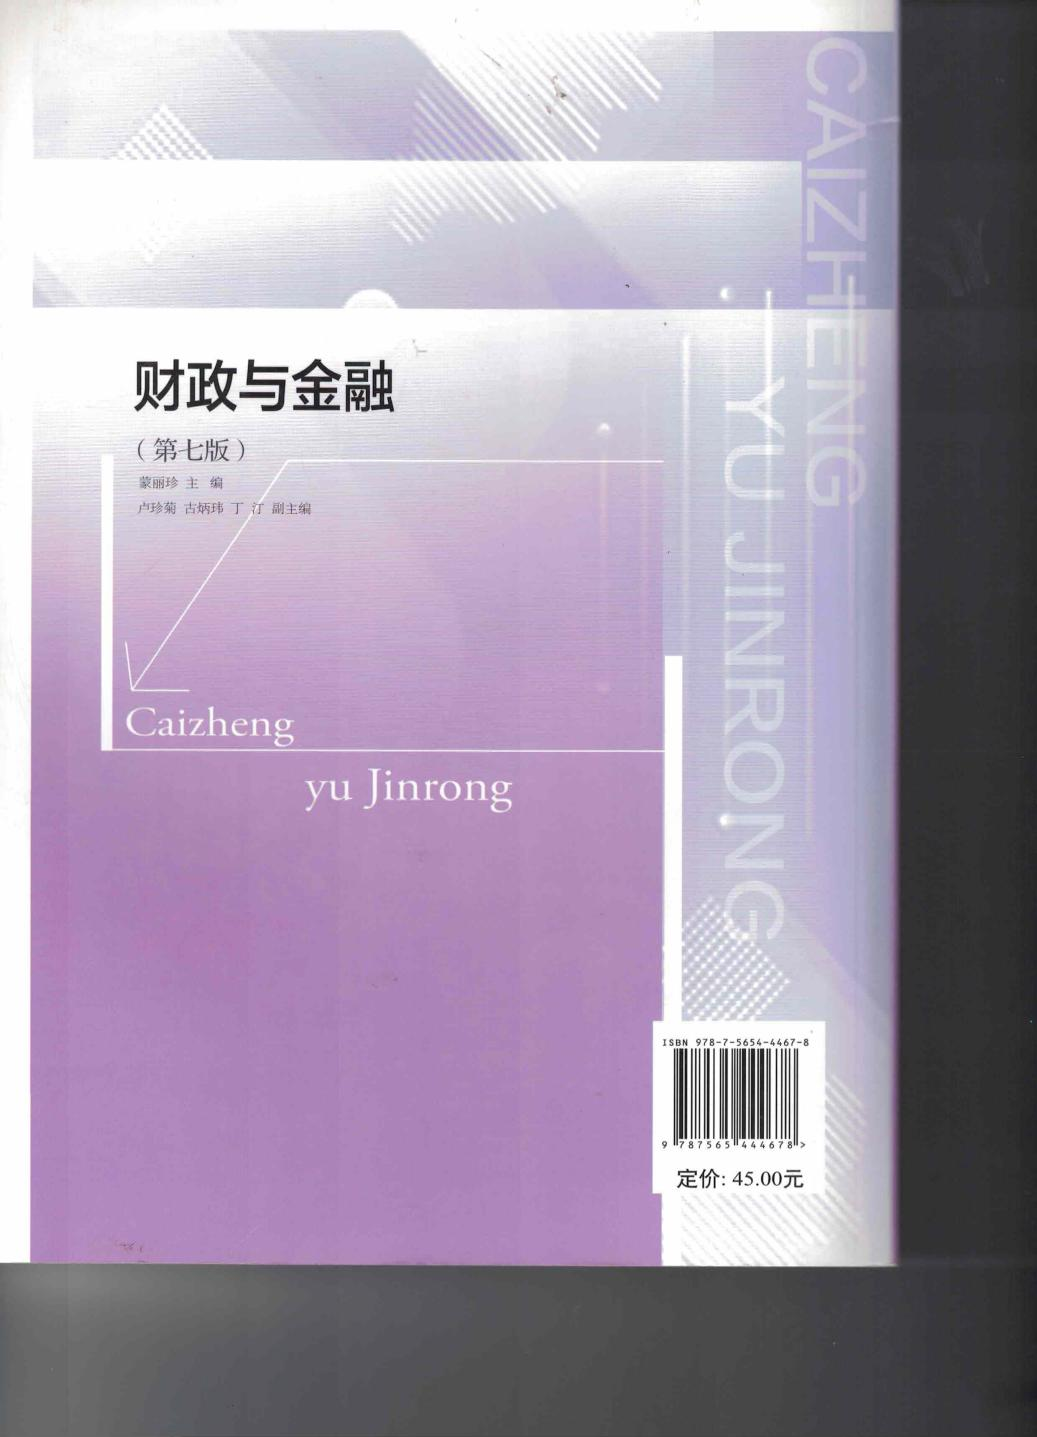 财政与金融
（第七版）
蒙丽珍 主 编
卢珍菊 古炳玮 丁 汀 副主编
Caizheng
yu Jinrong
CAIZHENG
YU JINRONG
ISBN 978-7-5654-4467-8
9 787565 444678 >
定价: 45.00元